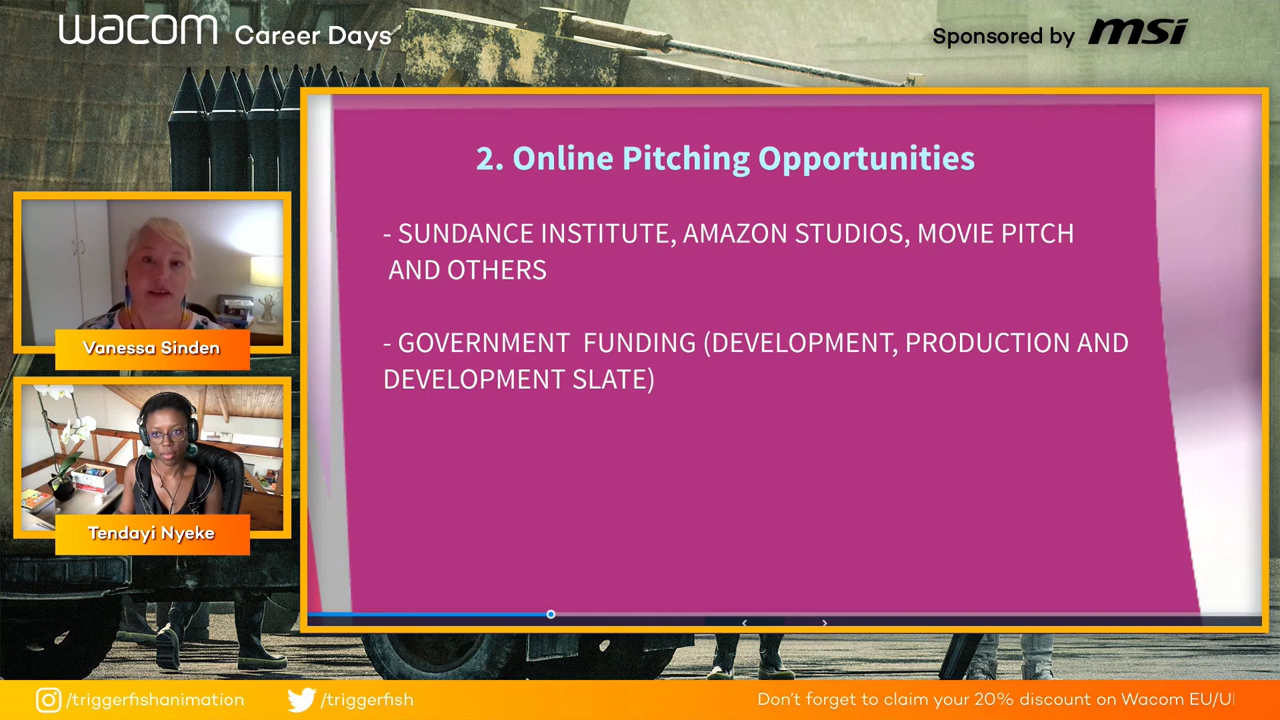 wacom Career Days
Sponsored by msi
2. Online Pitching Opportunities
- SUNDANCE INSTITUTE, AMAZON STUDIOS, MOVIE PITCH
AND OTHERS
- GOVERNMENT FUNDING (DEVELOPMENT, PRODUCTION AND
DEVELOPMENT SLATE)
Vanessa Sinden
Tendayi Nyeke
/triggerfishanimation
/triggerfish
Don't forget to claim your 20% discount on Wacom EU/U